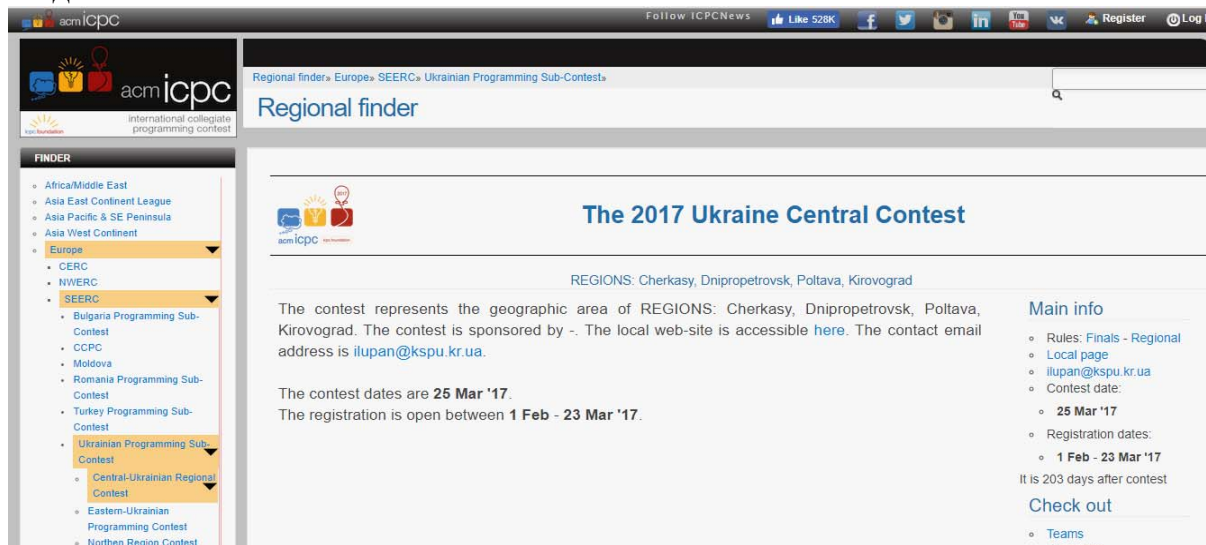 acm ICPC
Follow ICPCNews
Like 528K
You Tube
Register
Log
acm icpc
international collegiate programming contest
icpc foundation
Regional finder» Europe» SEERC» Ukrainian Programming Sub-Contest»
Regional finder
FINDER
Africa/Middle East
Asia East Continent League
Asia Pacific & SE Peninsula
Asia West Continent
Europe
CERC
NWERC
SEERC
Bulgaria Programming Sub-
Contest
CCPC
Moldova
Romania Programming Sub-
Contest
Turkey Programming Sub-
Contest
Ukrainian Programming Sub-
Contest
Central-Ukrainian Regional
Contest
Eastern-Ukrainian
Programming Contest
Northen Region Contest
2017
acm icpc
The 2017 Ukraine Central Contest
REGIONS: Cherkasy, Dnipropetrovsk, Poltava, Kirovograd
The contest represents the geographic area of REGIONS: Cherkasy, Dnipropetrovsk, Poltava,
Kirovograd. The contest is sponsored by -. The local web-site is accessible here. The contact email
address is ilupan@kspu.kr.ua.
The contest dates are 25 Mar '17.
The registration is open between 1 Feb - 23 Mar '17.
Main info
Rules: Finals - Regional
Local page
ilupan@kspu.kr.ua
Contest date:
25 Mar '17
Registration dates:
1 Feb - 23 Mar '17
It is 203 days after contest
Check out
Teams